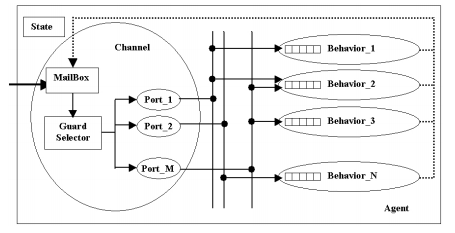 State
Channel
MailBox
Guard
Selector
Port_1
Port_2
Port_M
Behavior_1
Behavior_2
Behavior_3
Behavior_N
Agent